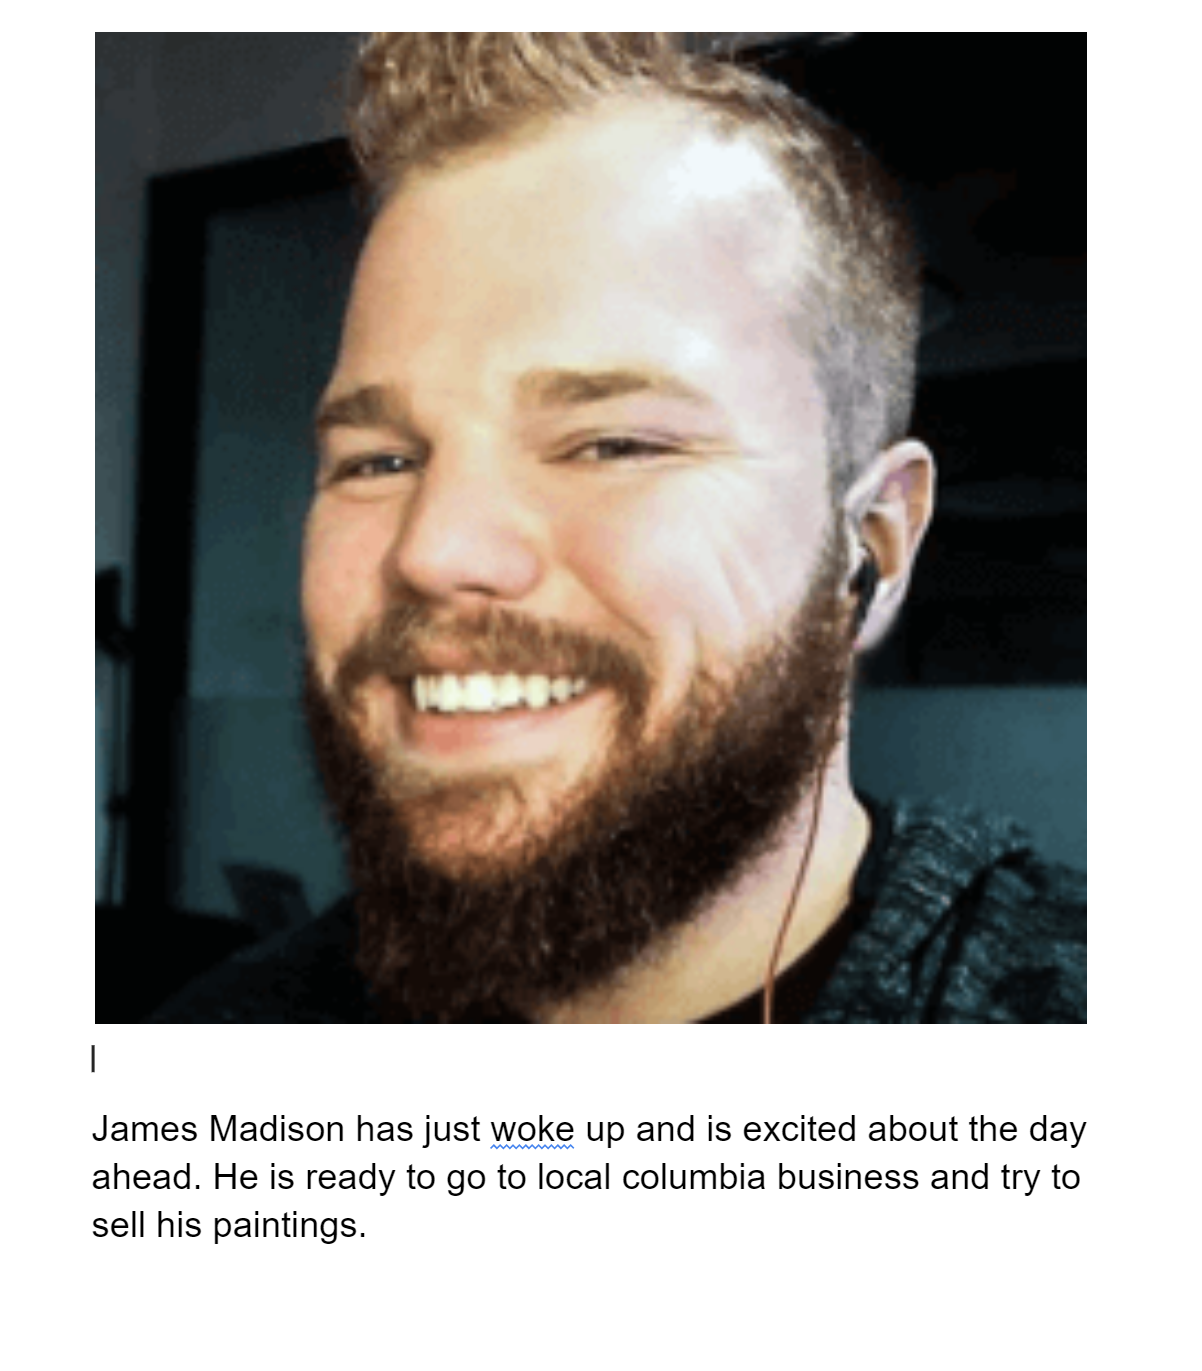 James Madison has just woke up and is excited about the day
ahead. He is ready to go to local columbia business and try to
sell his paintings.